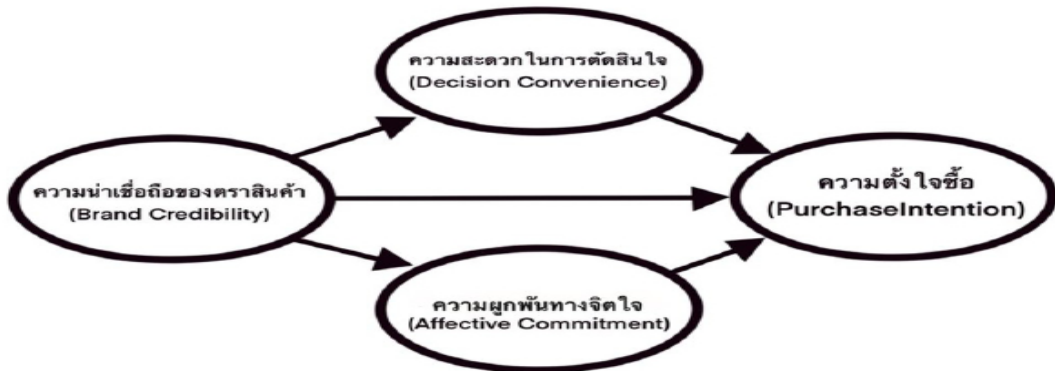 ความสะดวกในการตัดสินใจ
(Decision Convenience)
ความน่าเชื่อถือของตราสินค้า
(Brand Credibility)
ความตั้งใจซื้อ
(PurchaseIntention)
ความผูกพันทางจิตใจ
(Affective Commitment)